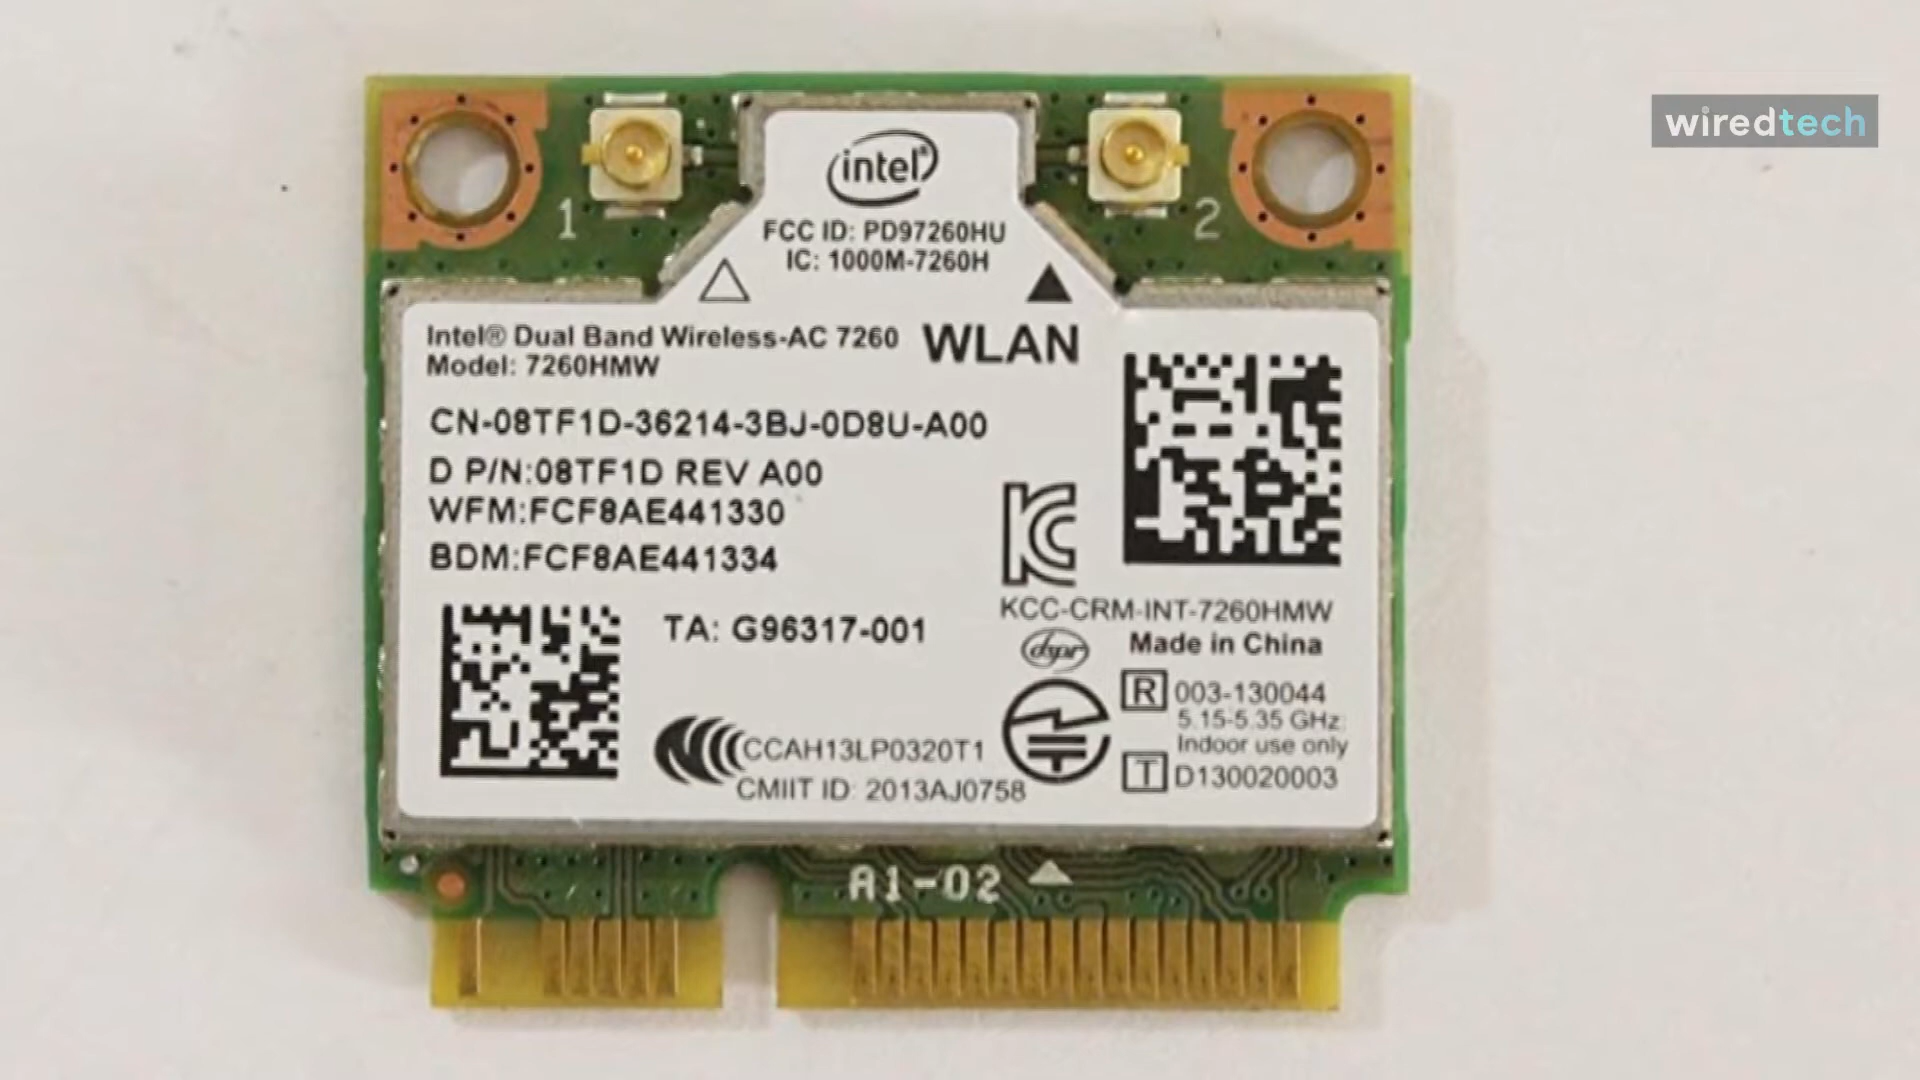 wiredtech
intel®
1
2
FCC ID: PD97260HU
IC: 1000M-7260H
Intel® Dual Band Wireless-AC 7260
WLAN
Model: 7260HMW
CN-08TF1D-36214-3BJ-0D8U-A00
D P/N:08TF1D REV A00
WFM:FCF8AE441330
BDM:FCF8AE441334
KCC-CRM-INT-7260HMW
TA: G96317-001
dspr
Made in China
R 003-130044
5.15-5.35 GHz:
Indoor use only
CCAH13LP0320T1
T D130020003
CMIIT ID: 2013AJ0758
A1-02